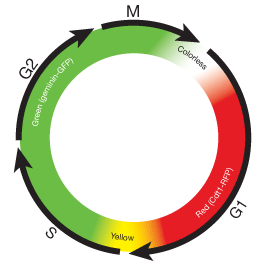 M
Colorless
G2
Green (geminin-GFP)
Red (Cdt1-RFP)
G1
S
Yellow